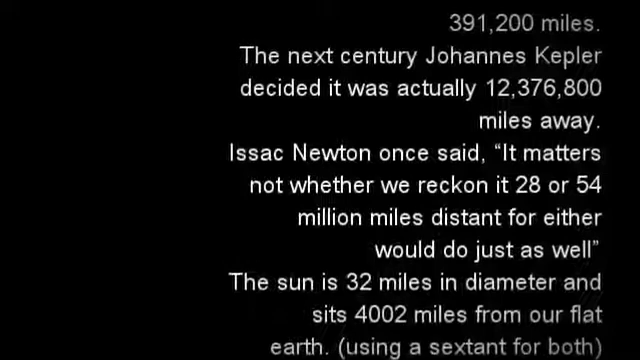 391,200 miles.
The next century Johannes Kepler
decided it was actually 12,376,800
miles away.
Issac Newton once said, “It matters
not whether we reckon it 28 or 54
million miles distant for either
would do just as well”
The sun is 32 miles in diameter and
sits 4002 miles from our flat
earth. (using a sextant for both)